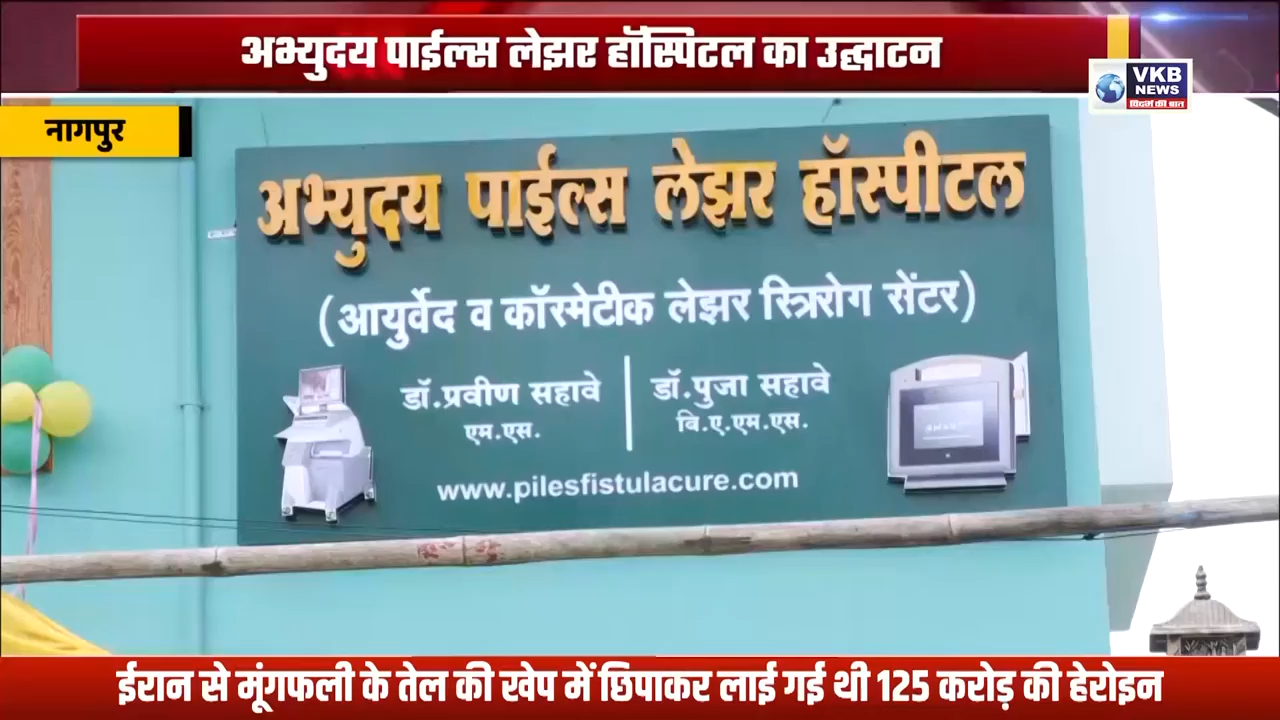 अभ्युदय पाईल्स लेझर हॉस्पिटल का उद्घाटन
VKB
NEWS
विदर्भ की बात
नागपुर
अभ्युदय पाईल्स लेझर हॉस्पीटल
(आयुर्वेद व कॉस्मेटीक लेझर स्त्रिरोग सेंटर)
डॉ.प्रवीण सहावे
एम.एस.
डॉ.पुजा सहावे
बि.ए.एम.एस.
www.pilesfistulacure.com
ईरान से मूंगफली के तेल की खेप में छिपाकर लाई गई थी 125 करोड़ की हेरोइन